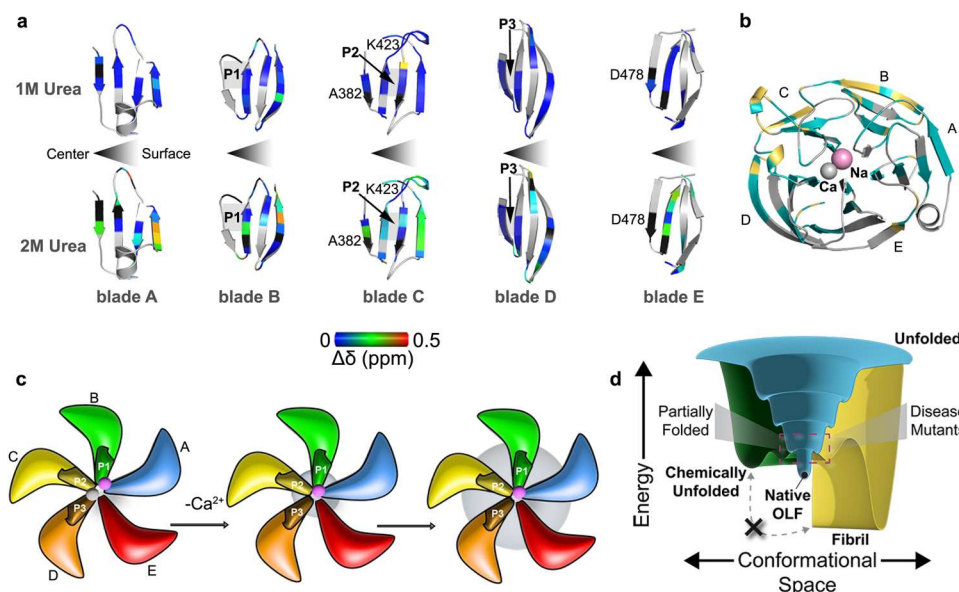 a
P3
K423
P2
P1
A382
D478
1M Urea
Center
Surface
P3
P2
K423
P1
A382
D478
2M Urea
blade A
blade B
blade C
blade D
blade E
0
0.5
Δδ (ppm)
b
B
C
A
Na
Ca
D
E
c
B
A
C
P1
P2
P3
D
E
-Ca²⁺
P1
P2
P3
P1
P2
P3
d
Unfolded
Energy
Partially
Folded
Disease
Mutants
Chemically
Unfolded
Native
OLF
Fibril
Conformational
Space